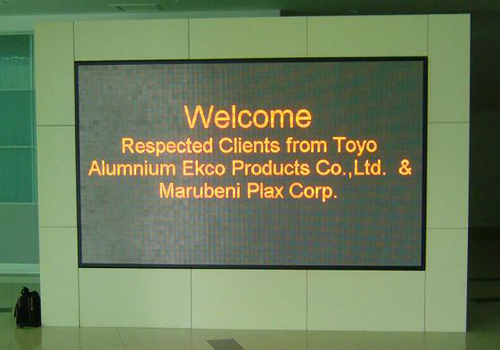 Welcome
Respected Clients from Toyo
Alumnium Ekco Products Co.,Ltd. &
Marubeni Plax Corp.